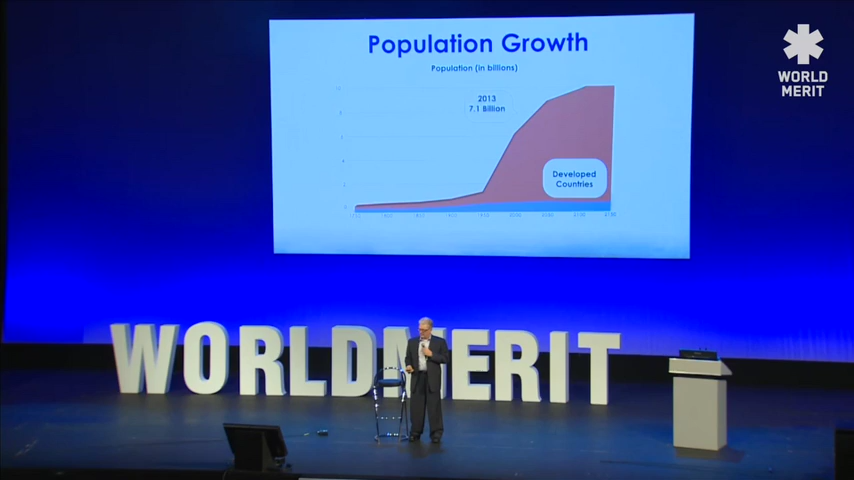 Population Growth
Population (in billions)
2013
7.1 Billion
Developed
Countries
WORLD
MERIT
WORLDMERIT